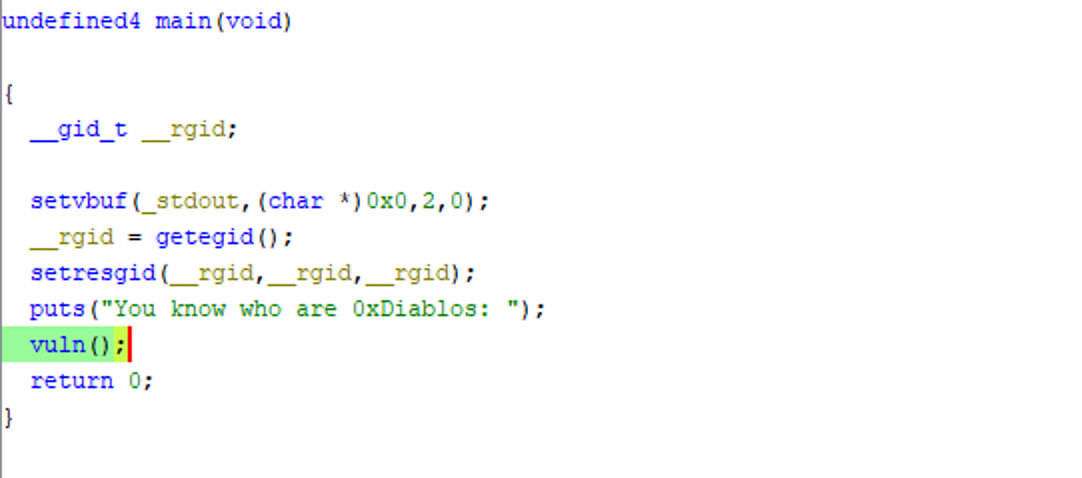 undefined4 main(void)
{
__gid_t __rgid;
setvbuf(_stdout,(char *)0x0,2,0);
__rgid = getegid();
setresgid(__rgid,__rgid,__rgid);
puts("You know who are 0xDiablos: ");
vuln();
return 0;
}